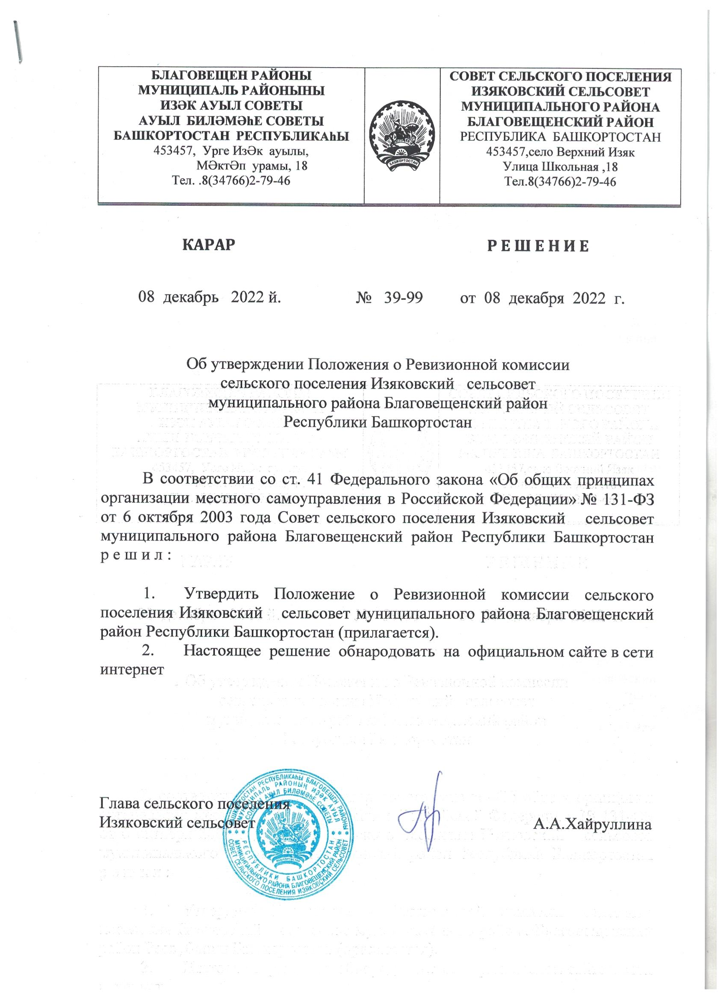 БЛАГОВЕЩЕН РАЙОНЫ
МУНИЦИПАЛЬ РАЙОНЫНЫ
ИЗӘК АУЫЛ СОВЕТЫ
АУЫЛ БИЛӘМӘhЕ СОВЕТЫ
БАШКОРТОСТАН РЕСПУБЛИКАhЫ
453457, Урге ИзӘк ауылы,
МӘктӘп урамы, 18
Тел. .8(34766)2-79-46
БАШКОРТОСТАН
СОВЕТ СЕЛЬСКОГО ПОСЕЛЕНИЯ
ИЗЯКОВСКИЙ СЕЛЬСОВЕТ
МУНИЦИПАЛЬНОГО РАЙОНА
БЛАГОВЕЩЕНСКИЙ РАЙОН
РЕСПУБЛИКА БАШКОРТОСТАН
453457,село Верхний Изяк
Улица Школьная ,18
Тел.8(34766)2-79-46
КАРАР
Р Е Ш Е Н И Е
08 декабрь 2022 й. № 39-99 от 08 декабря 2022 г.
Об утверждении Положения о Ревизионной комиссии
сельского поселения Изяковский сельсовет
муниципального района Благовещенский район
Республики Башкортостан
В соответствии со ст. 41 Федерального закона «Об общих принципах
организации местного самоуправления в Российской Федерации» № 131-ФЗ
от 6 октября 2003 года Совет сельского поселения Изяковский сельсовет
муниципального района Благовещенский район Республики Башкортостан
р е ш и л :
1. Утвердить Положение о Ревизионной комиссии сельского
поселения Изяковский сельсовет муниципального района Благовещенский
район Республики Башкортостан (прилагается).
2. Настоящее решение обнародовать на официальном сайте в сети
интернет
Глава сельского поселения
Изяковский сельсовет
А.А.Хайруллина
БАШКОРТОСТАН РЕСПУБЛИКАҺЫ БЛАГОВЕЩЕН РАЙОНЫ
МУНИЦИПАЛЬ РАЙОНЫН ИҘӘК АУЫЛ
СОВЕТЫ АУЫЛ БИЛӘМӘҺЕ СОВЕТЫ
РЕСПУБЛИКИ БАШКОРТОСТАН
МУНИЦИПАЛЬНОГО РАЙОНА БЛАГОВЕЩЕНСКИЙ РАЙОН
СОВЕТ СЕЛЬСКОГО ПОСЕЛЕНИЯ ИЗЯКОВСКИЙ СЕЛЬСОВЕТ
БАШКОРТОСТАН